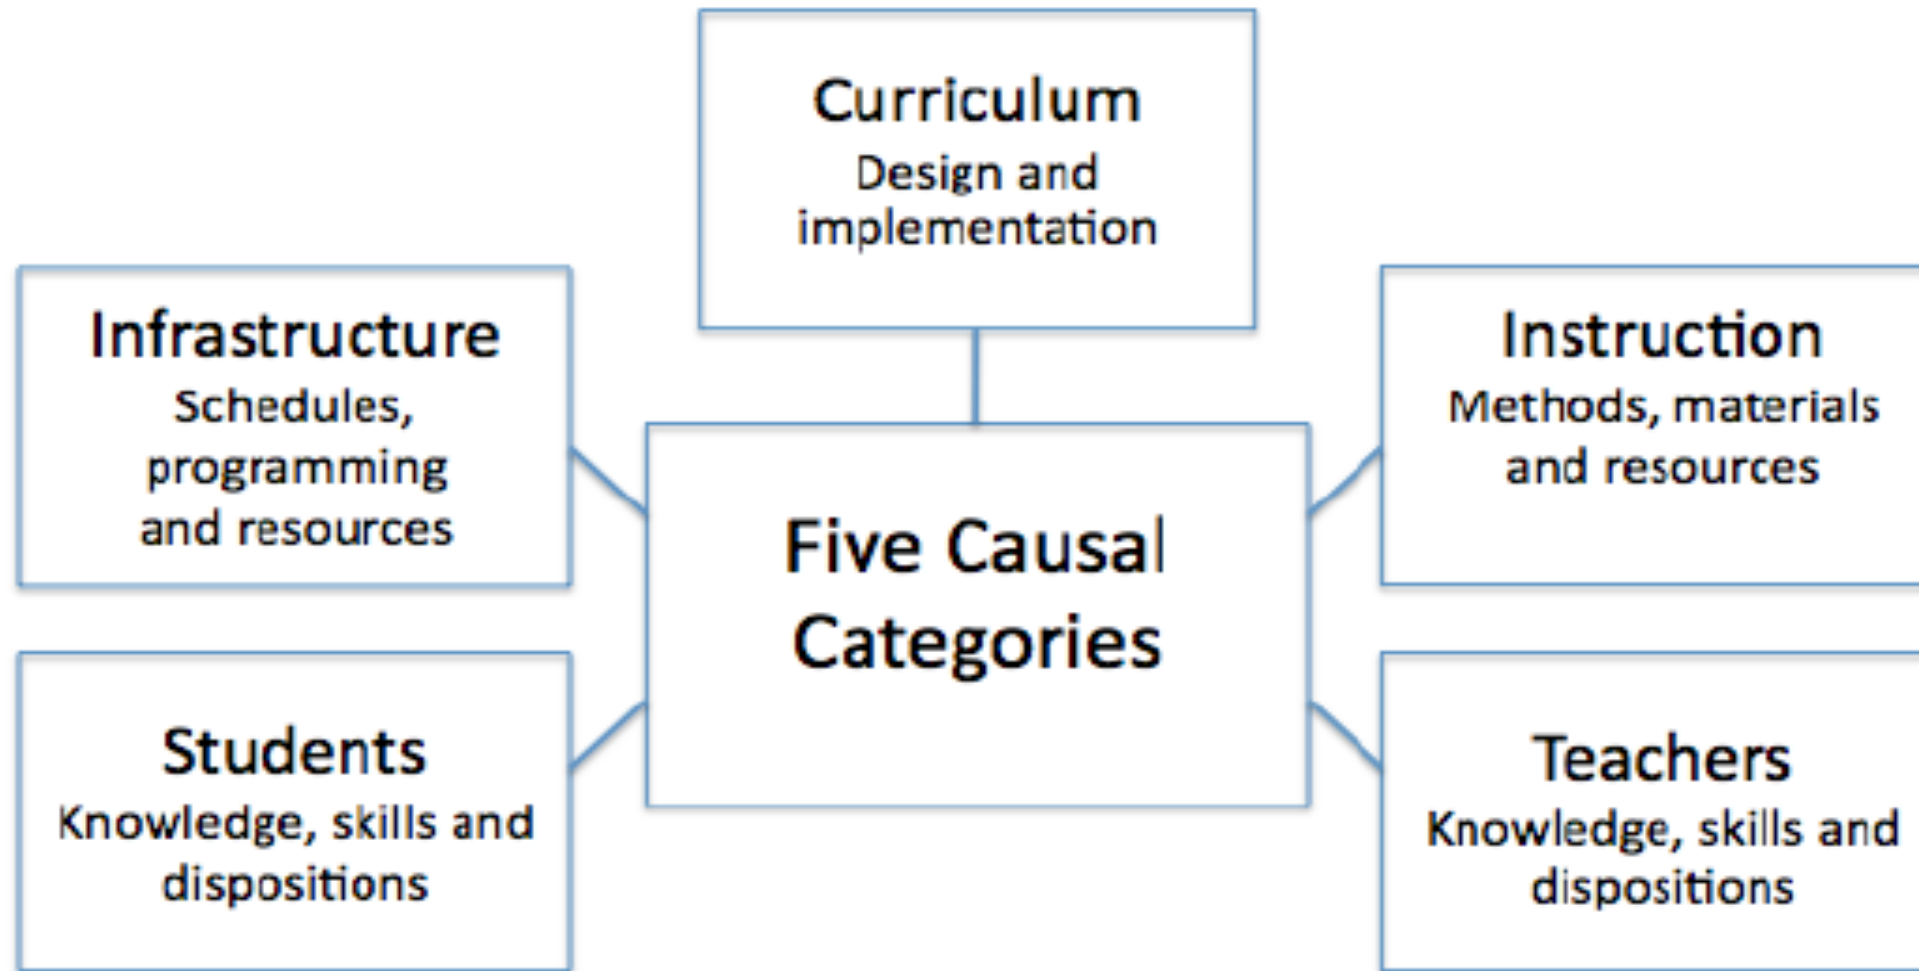 Curriculum
Design and
implementation
Infrastructure
Schedules,
programming
and resources
Instruction
Methods, materials
and resources
Five Causal
Categories
Students
Knowledge, skills and
dispositions
Teachers
Knowledge, skills and
dispositions